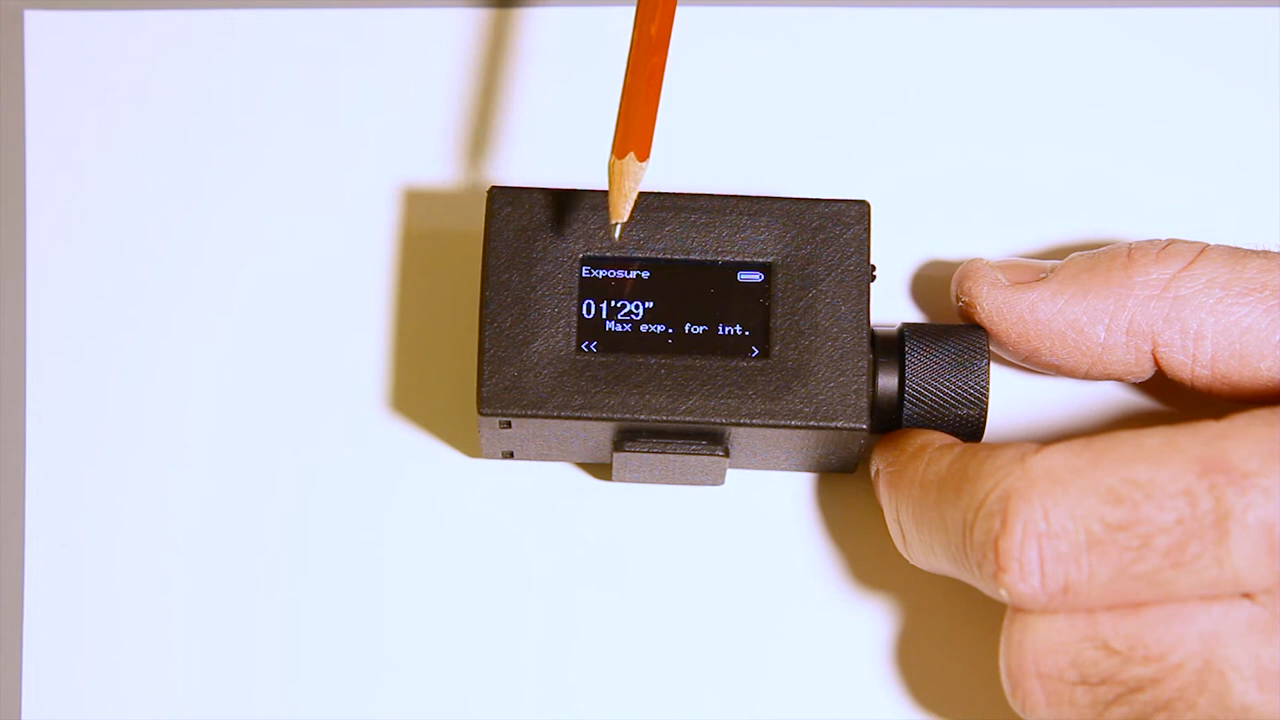 Exposure
01'29"
Max exp. for int.
<< >